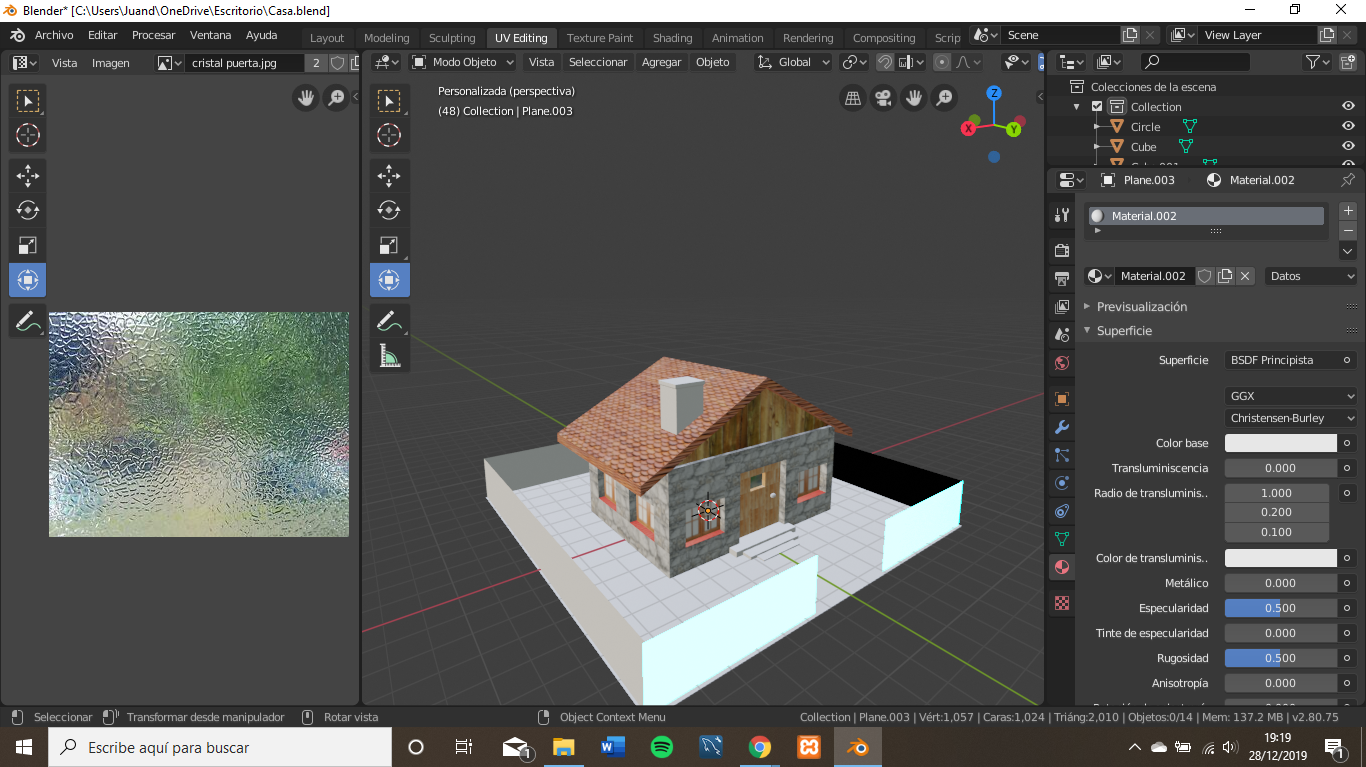 Blender* [C:\Users\Juand\OneDrive\Escritorio\Casa.blend]
Archivo Editar Procesar Ventana Ayuda Layout Modeling Sculpting UV Editing Texture Paint Shading Animation Rendering Compositing Scrip Scene View Layer
Vista Imagen cristal puerta.jpg 2 Modo Objeto Vista Seleccionar Agregar Objeto Global
Personalizada (perspectiva)
(48) Collection | Plane.003
Z
X
Y
Colecciones de la escena
Collection
Circle
Cube
Plane.003 Material.002
Material.002
Material.002 Datos
Previsualización
Superficie
Superficie BSDF Principista
GGX
Christensen-Burley
Color base
Transluminiscencia 0.000
Radio de transluminis.. 1.000
0.200
0.100
Color de transluminis..
Metálico 0.000
Especularidad 0.500
Tinte de especularidad 0.000
Rugosidad 0.500
Anisotropía 0.000
Seleccionar Transformar desde manipulador Rotar vista Object Context Menu Collection | Plane.003 | Vért:1,057 | Caras:1,024 | Triáng:2,010 | Objetos:0/14 | Mem: 137.2 MB | v2.80.75
Escribe aquí para buscar
1
W
19:19
28/12/2019
1